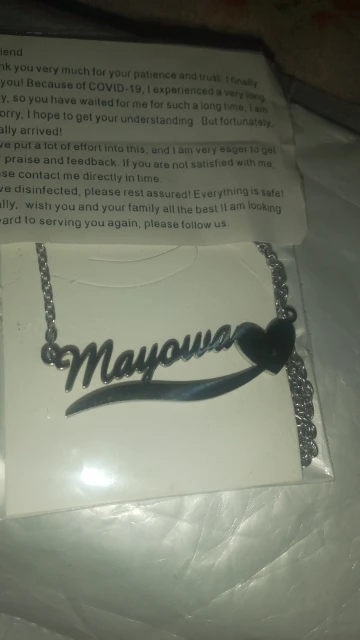 iend
nk you very much for your patience and trust. I finally
you! Because of COVID-19, I experienced a very long
y, so you have waited for me for such a long time, I am
orry, I hope to get your understanding. But fortunately,
ally arrived!
ve put a lot of effort into this, and I am very eager to get
praise and feedback. If you are not satisfied with me,
se contact me directly in time.
ve disinfected, please rest assured! Everything is safe!
ally, wish you and your family all the best !I am looking
ard to serving you again, please follow us.
Mayowa